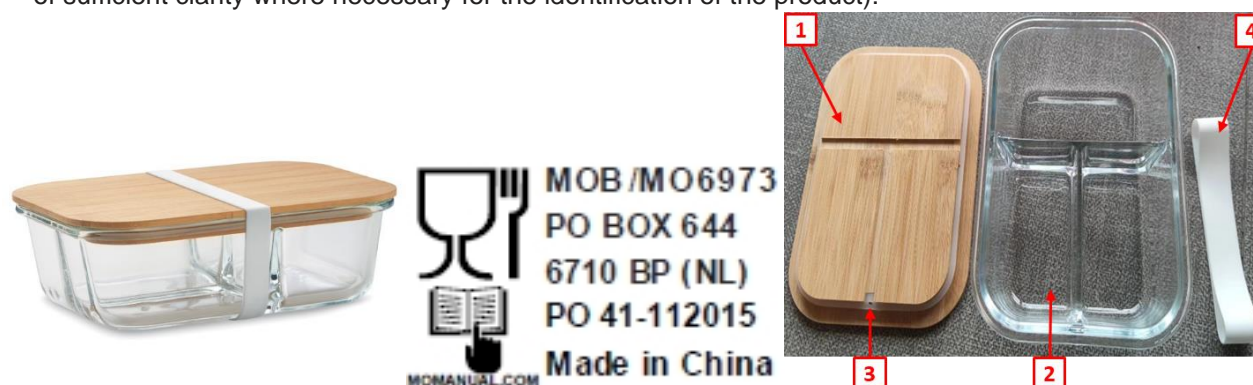 of sufficient clarity where necessary for the identification of the product).
MOB/MO6973
PO BOX 644
6710 BP (NL)
PO 41-112015
Made in China
MOMANUAL.COM
1
4
3
2